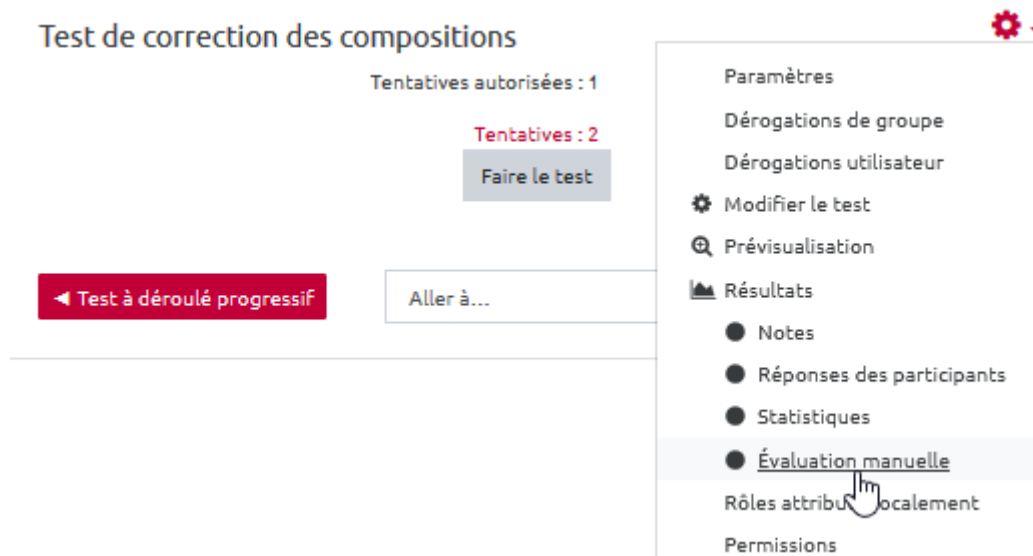 Test de correction des compositions
Tentatives autorisées : 1
Tentatives : 2
Faire le test
◄ Test à déroulé progressif
Aller à...
Paramètres
Dérogations de groupe
Dérogations utilisateur
Modifier le test
Prévisualisation
Résultats
Notes
Réponses des participants
Statistiques
Évaluation manuelle
Rôles localement
Permissions